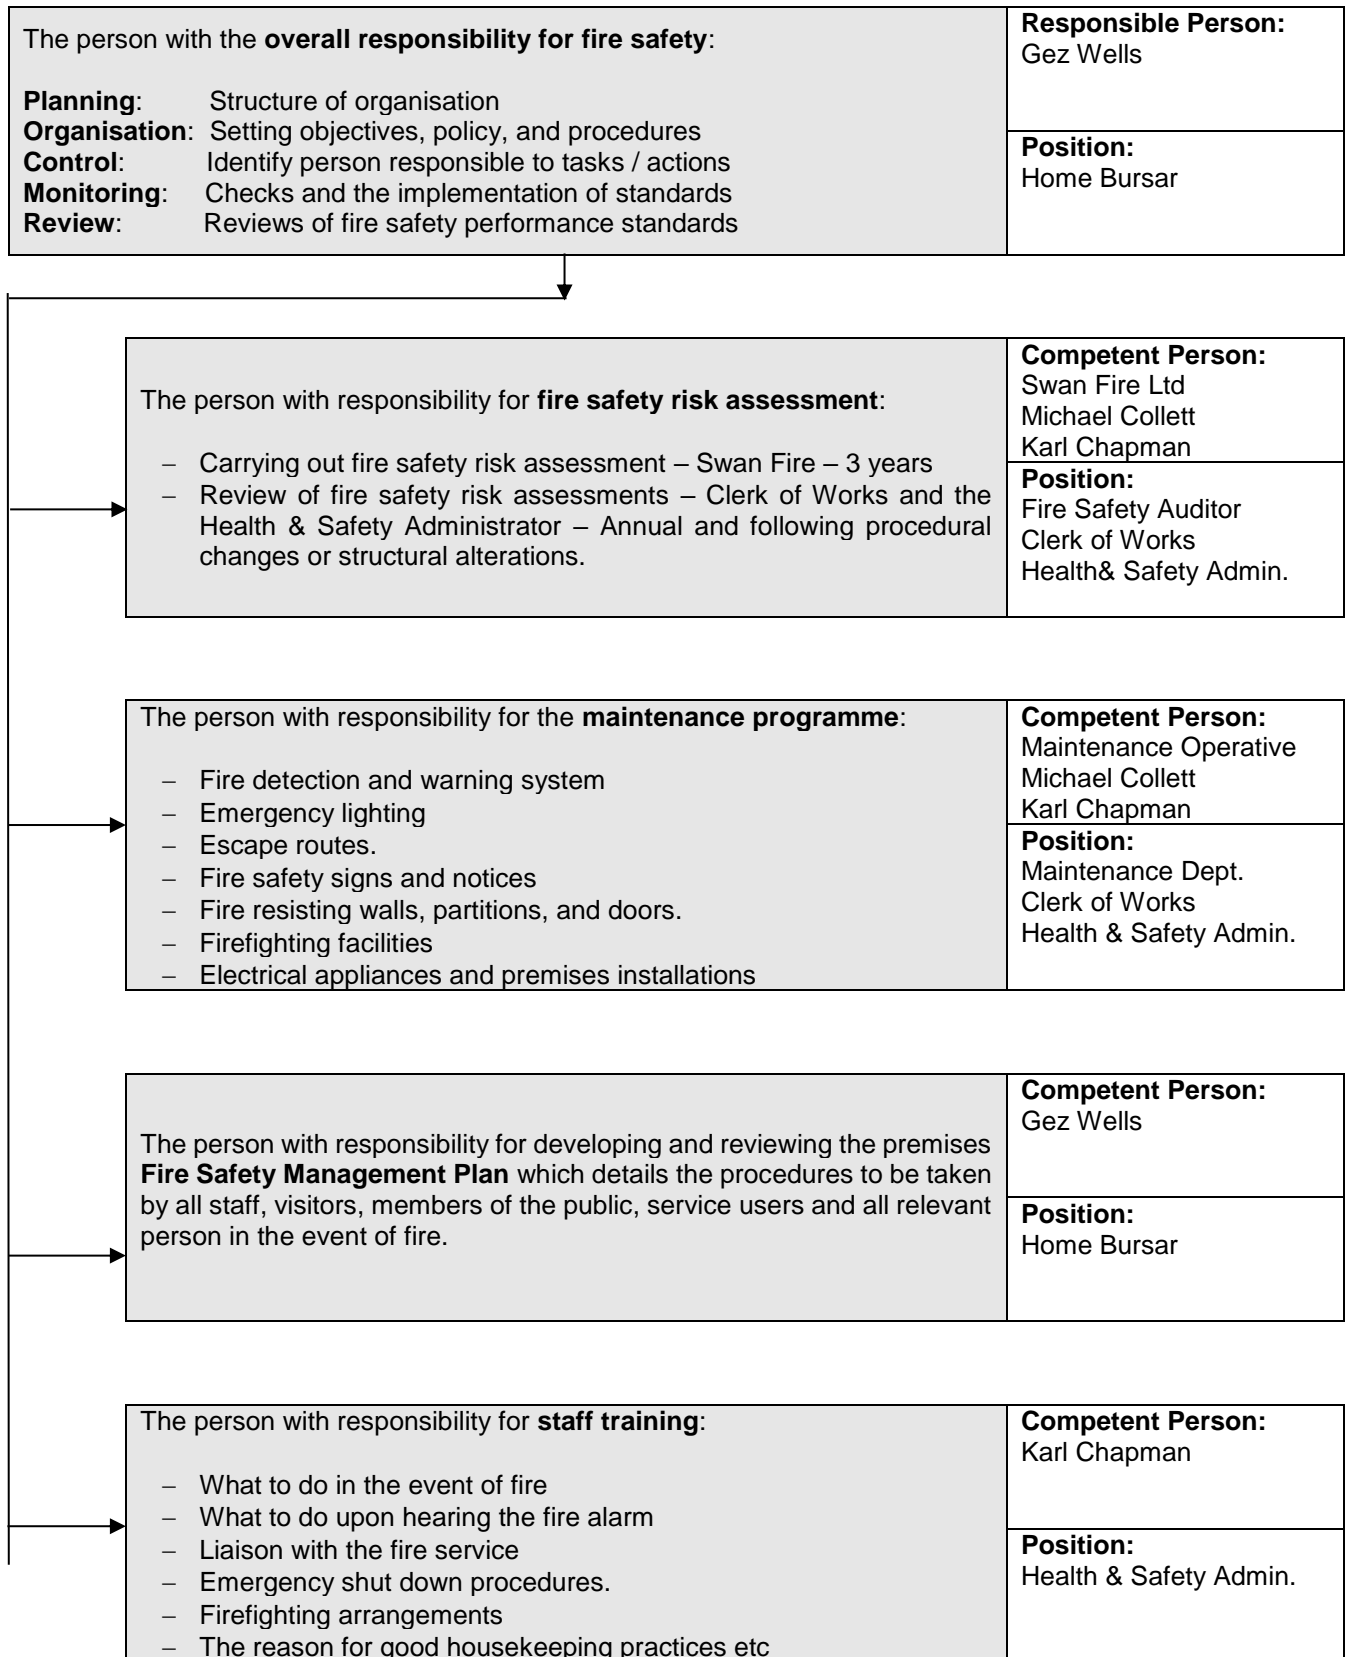 The person with the overall responsibility for fire safety:
Planning: Structure of organisation
Organisation: Setting objectives, policy, and procedures
Control: Identify person responsible to tasks / actions
Monitoring: Checks and the implementation of standards
Review: Reviews of fire safety performance standards
Responsible Person:
Gez Wells
Position:
Home Bursar
The person with responsibility for fire safety risk assessment:
– Carrying out fire safety risk assessment – Swan Fire – 3 years
– Review of fire safety risk assessments – Clerk of Works and the
Health & Safety Administrator – Annual and following procedural
changes or structural alterations.
Competent Person:
Swan Fire Ltd
Michael Collett
Karl Chapman
Position:
Fire Safety Auditor
Clerk of Works
Health& Safety Admin.
The person with responsibility for the maintenance programme:
– Fire detection and warning system
– Emergency lighting
– Escape routes.
– Fire safety signs and notices
– Fire resisting walls, partitions, and doors.
– Firefighting facilities
– Electrical appliances and premises installations
Competent Person:
Maintenance Operative
Michael Collett
Karl Chapman
Position:
Maintenance Dept.
Clerk of Works
Health & Safety Admin.
The person with responsibility for developing and reviewing the premises
Fire Safety Management Plan which details the procedures to be taken
by all staff, visitors, members of the public, service users and all relevant
person in the event of fire.
Competent Person:
Gez Wells
Position:
Home Bursar
The person with responsibility for staff training:
– What to do in the event of fire
– What to do upon hearing the fire alarm
– Liaison with the fire service
– Emergency shut down procedures.
– Firefighting arrangements
– The reason for good housekeeping practices etc
Competent Person:
Karl Chapman
Position:
Health & Safety Admin.